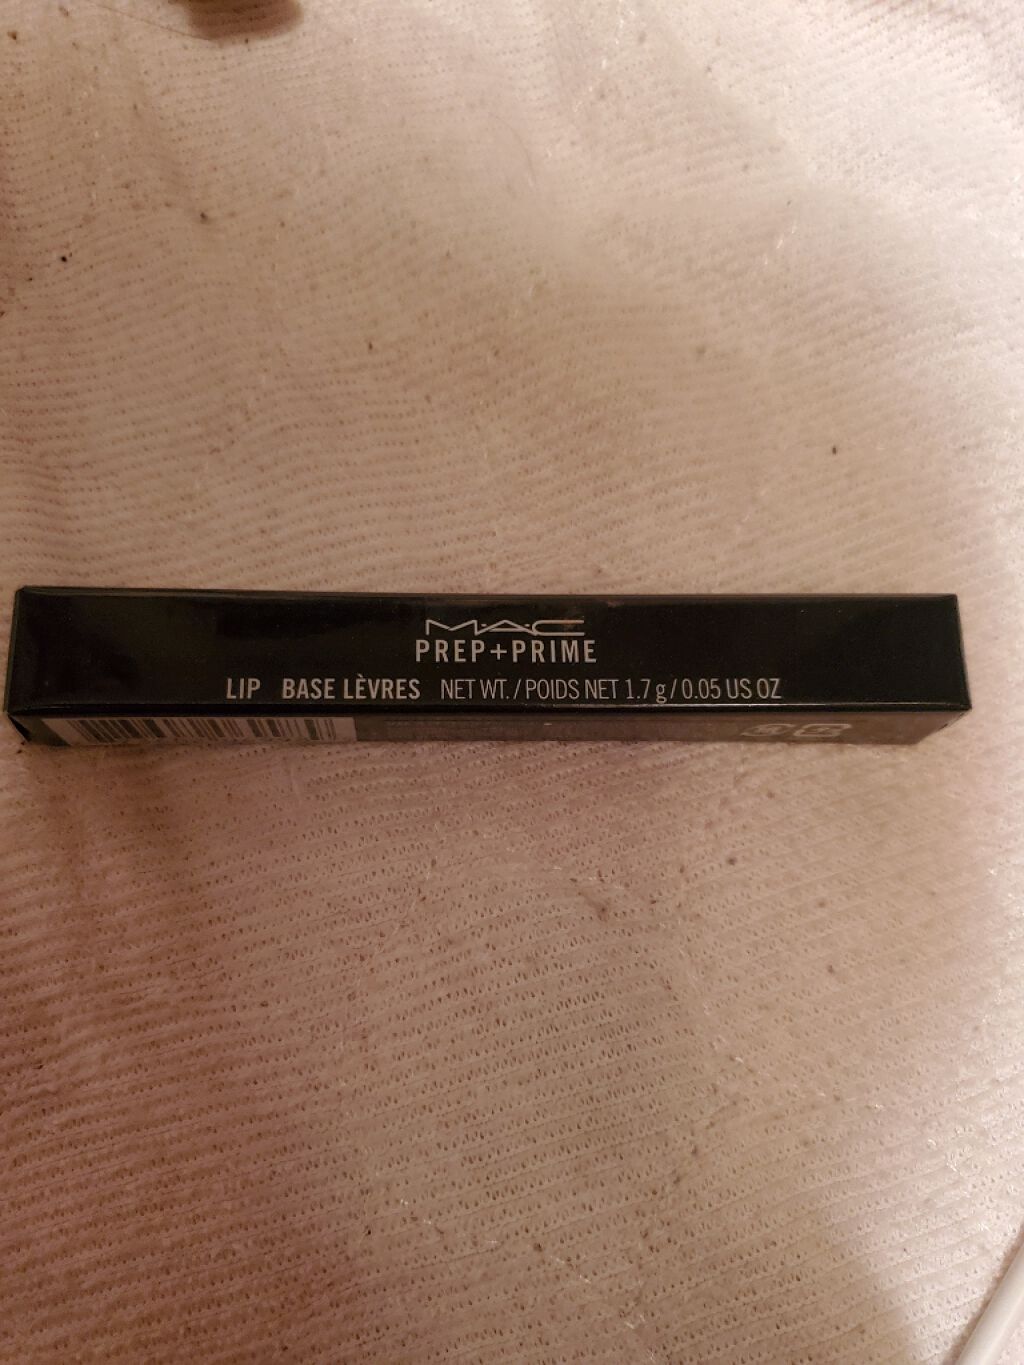 MAC
PREP+PRIME
LIP BASE LÈVRES NET WT. / POIDS NET 1.7 g / 0.05 US OZ